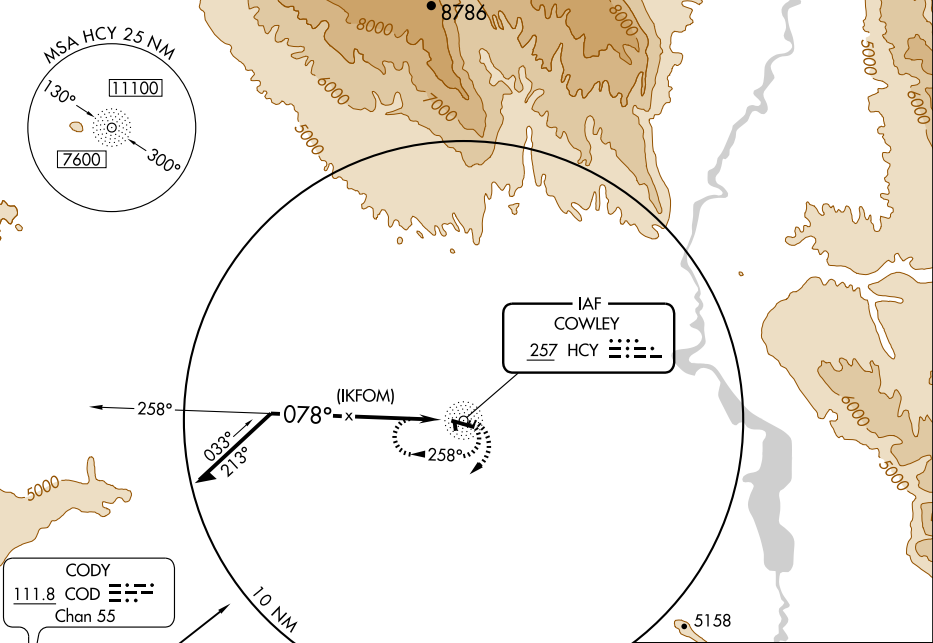 8786
8000
8000
7000
6000
5000
5000
6000
MSA HCY 25 NM
11100
130°
7600
300°
IAF
COWLEY
257 HCY
(IKFOM)
258°
078°
x
033°
213°
258°
6000
5000
5000
CODY
111.8 COD
Chan 55
10 NM
5158